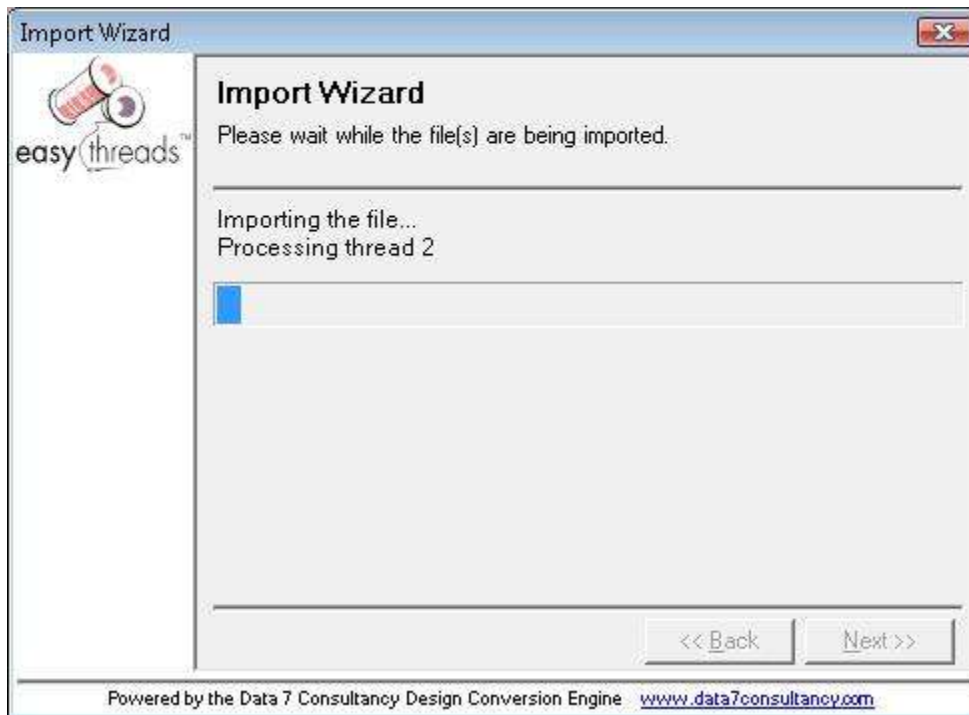 Import Wizard
easy threads™
Import Wizard
Please wait while the file(s) are being imported.
Importing the file...
Processing thread 2
<< Back
Next >>
Powered by the Data 7 Consultancy Design Conversion Engine www.data7consultancy.com